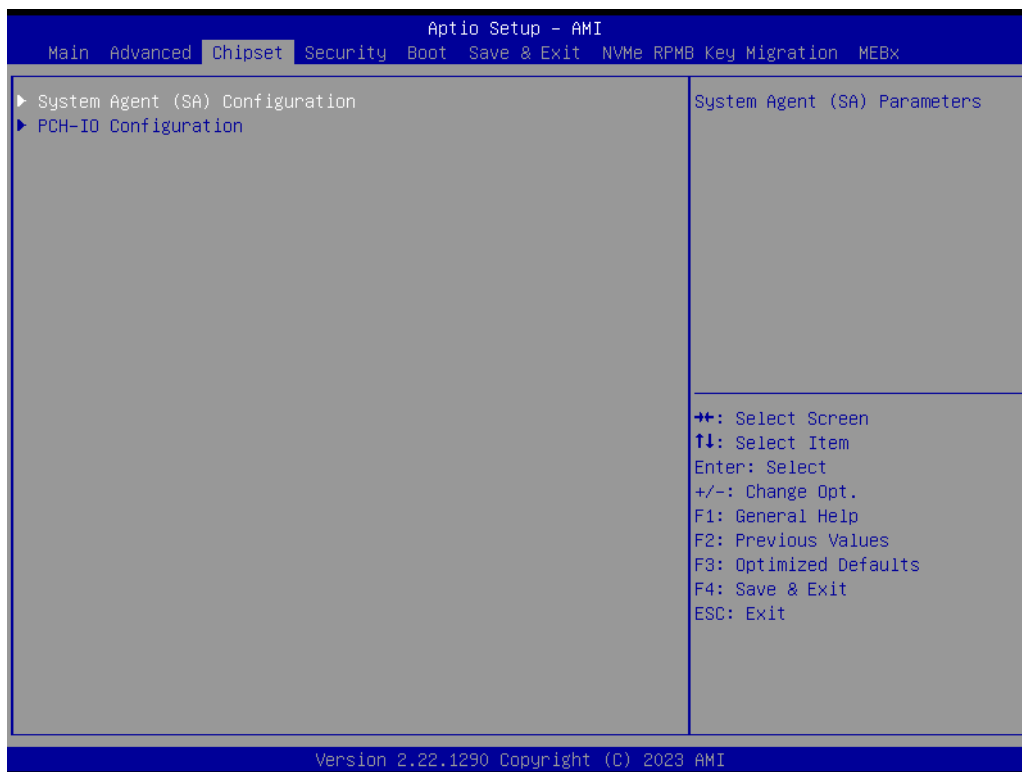 Aptio Setup – AMI
Main Advanced Chipset Security Boot Save & Exit NVMe RPMB Key Migration MEBx
▶ System Agent (SA) Configuration
▶ PCH-IO Configuration
System Agent (SA) Parameters
→←: Select Screen
↑↓: Select Item
Enter: Select
+/-: Change Opt.
F1: General Help
F2: Previous Values
F3: Optimized Defaults
F4: Save & Exit
ESC: Exit
Version 2.22.1290 Copyright (C) 2023 AMI